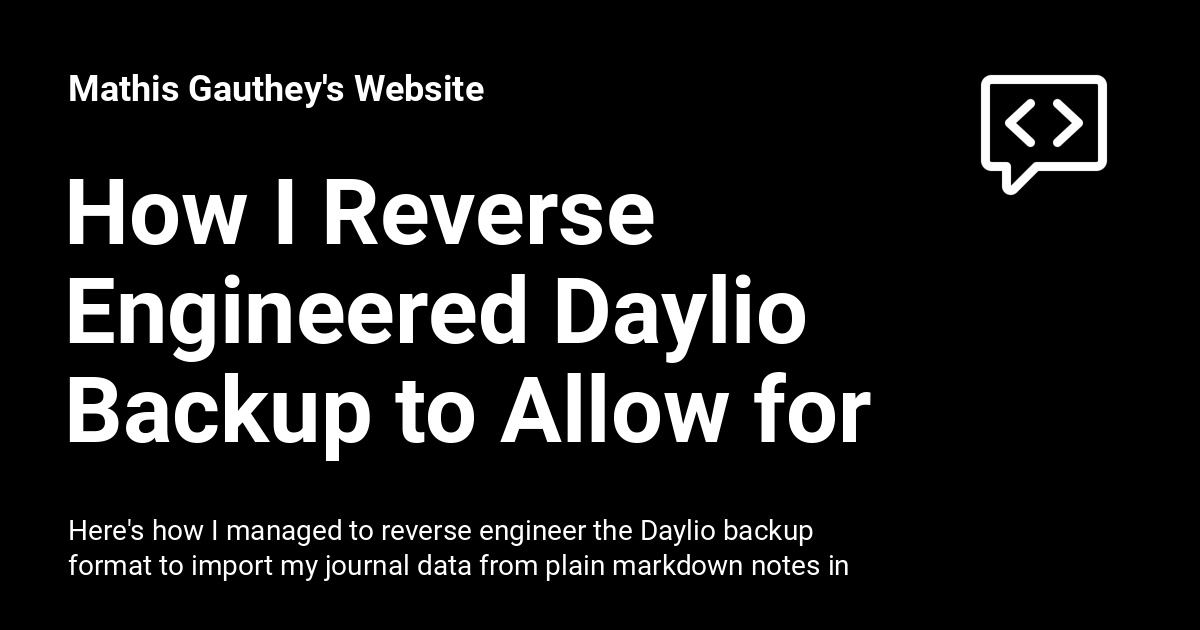 Mathis Gauthey's Website
How I Reverse
Engineered Daylio
Backup to Allow for
Here's how I managed to reverse engineer the Daylio backup
format to import my journal data from plain markdown notes in